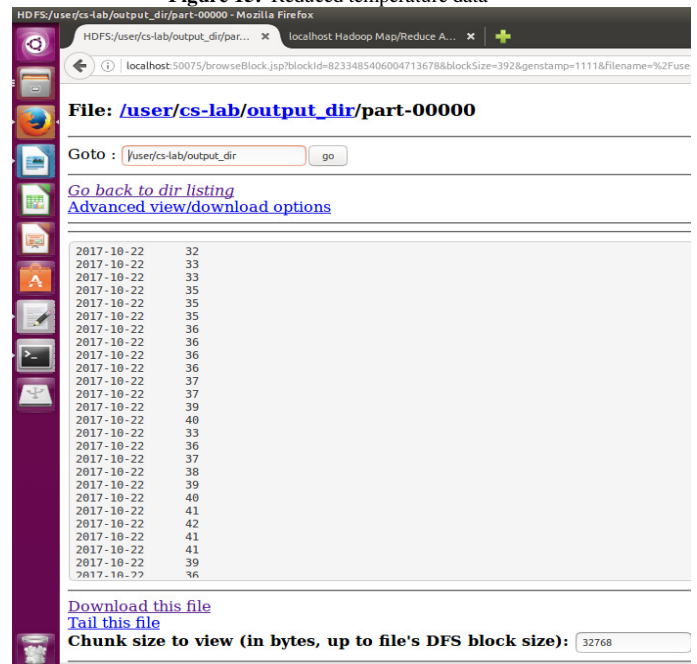 Figure 15: Reduced temperature data
HDFS:/user/cs-lab/output_dir/part-00000 - Mozilla Firefox
HDFS:/user/cs-lab/output_dir/par... × localhost Hadoop Map/Reduce A... ×
localhost:50075/browseBlock.jsp?blockId=8233485406004713678&blockSize=392&genstamp=1111&filename=%2Fuse
File: /user/cs-lab/output_dir/part-00000
Goto : /user/cs-lab/output_dir go
Go back to dir listing
Advanced view/download options
2017-10-22 32
2017-10-22 33
2017-10-22 33
2017-10-22 35
2017-10-22 35
2017-10-22 35
2017-10-22 36
2017-10-22 36
2017-10-22 36
2017-10-22 36
2017-10-22 37
2017-10-22 37
2017-10-22 39
2017-10-22 40
2017-10-22 33
2017-10-22 36
2017-10-22 37
2017-10-22 38
2017-10-22 39
2017-10-22 40
2017-10-22 41
2017-10-22 42
2017-10-22 41
2017-10-22 41
2017-10-22 39
2017-10-22 36
Download this file
Tail this file
Chunk size to view (in bytes, up to file's DFS block size): 32768